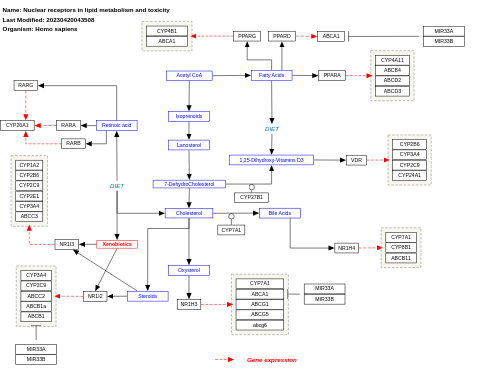 Name: Nuclear receptors in lipid metabolism and toxicity
Last Modified: 20230420043508
Organism: Homo sapiens
CYP4B1
ABCA1
PPARG
PPARD
ABCA1
MIR33A
MIR33B
CYP4A11
ABCB4
ABCD2
ABCD3
Acetyl CoA
Fatty Acids
PPARA
RARG
Isoprenoids
CYP26A1
RARA
Retinoic acid
DIET
RARB
Lanosterol
CYP2B6
CYP3A4
CYP2C9
CYP24A1
1,25-Dihydroxy-Vitamins D3
VDR
CYP1A2
CYP2B6
CYP2C9
CYP2E1
CYP3A4
ABCC3
DIET
7-DehydroCholesterol
CYP27B1
Cholesterol
Bile Acids
CYP7A1
NR1I3
Xenobiotics
NR1H4
CYP7A1
CYP8B1
ABCB11
CYP3A4
CYP2C9
ABCC2
ABCB1a
ABCB1
NR1I2
Steroids
Oxysterol
NR1H3
CYP7A1
ABCA1
ABCG1
ABCG5
abcg6
MIR33A
MIR33B
MIR33A
MIR33B
Gene expression